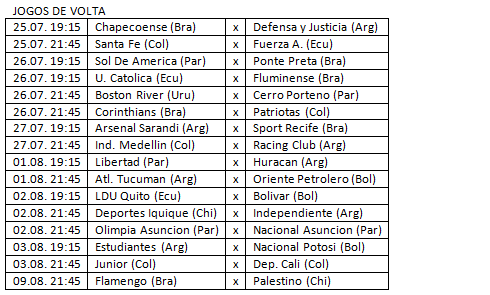 JOGOS DE VOLTA
25.07. 19:15 Chapecoense (Bra) x Defensa y Justicia (Arg)
25.07. 21:45 Santa Fe (Col) x Fuerza A. (Ecu)
26.07. 19:15 Sol De America (Par) x Ponte Preta (Bra)
26.07. 19:15 U. Catolica (Ecu) x Fluminense (Bra)
26.07. 21:45 Boston River (Uru) x Cerro Porteno (Par)
26.07. 21:45 Corinthians (Bra) x Patriotas (Col)
27.07 19:15 Arsenal Sarandi (Arg) x Sport Recife (Bra)
27.07. 21:45 Ind. Medellin (Col) x Racing Club (Arg)
01.08. 19:15 Libertad (Par) x Huracan (Arg)
01.08. 21:45 Atl. Tucuman (Arg) x Oriente Petrolero (Bol)
02.08. 19:15 LDU Quito (Ecu) x Bolivar (Bol)
02.08. 21:45 Deportes Iquique (Chi) x Independiente (Arg)
02.08. 21:45 Olimpia Asuncion (Par) x Nacional Asuncion (Par)
03.08. 19:15 Estudiantes (Arg) x Nacional Potosi (Bol)
03.08. 21:45 Junior (Col) x Dep. Cali (Col)
09.08. 21:45 Flamengo (Bra) x Palestino (Chi)